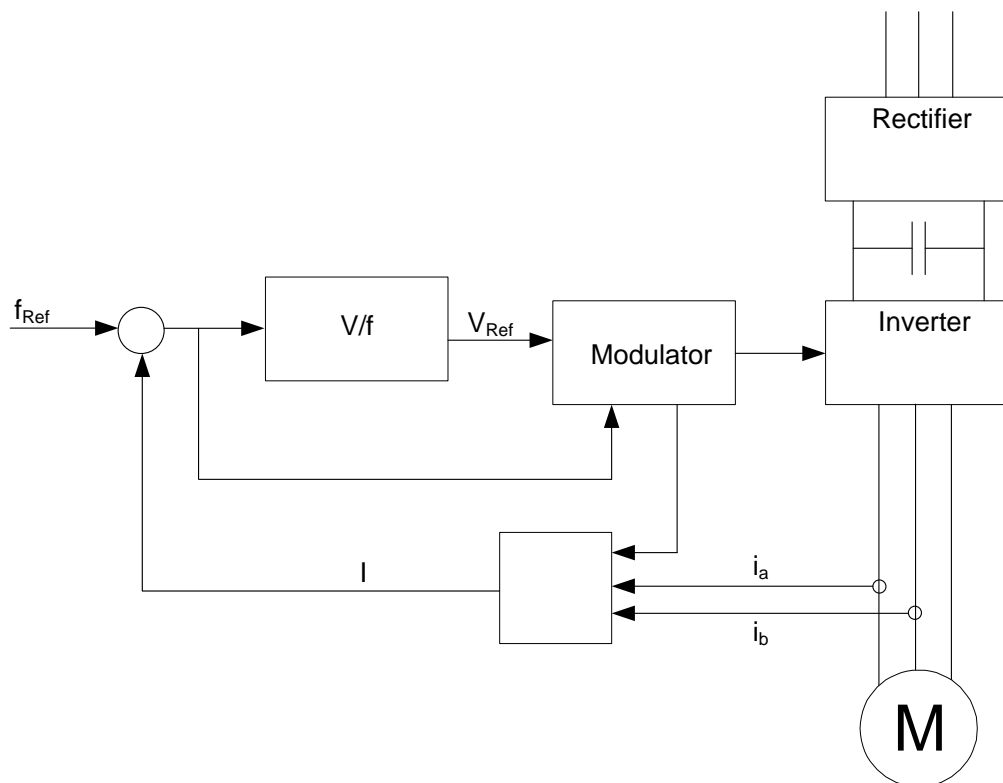 Rectifier
f_Ref
V/f
V_Ref
Modulator
Inverter
I
i_a
i_b
M